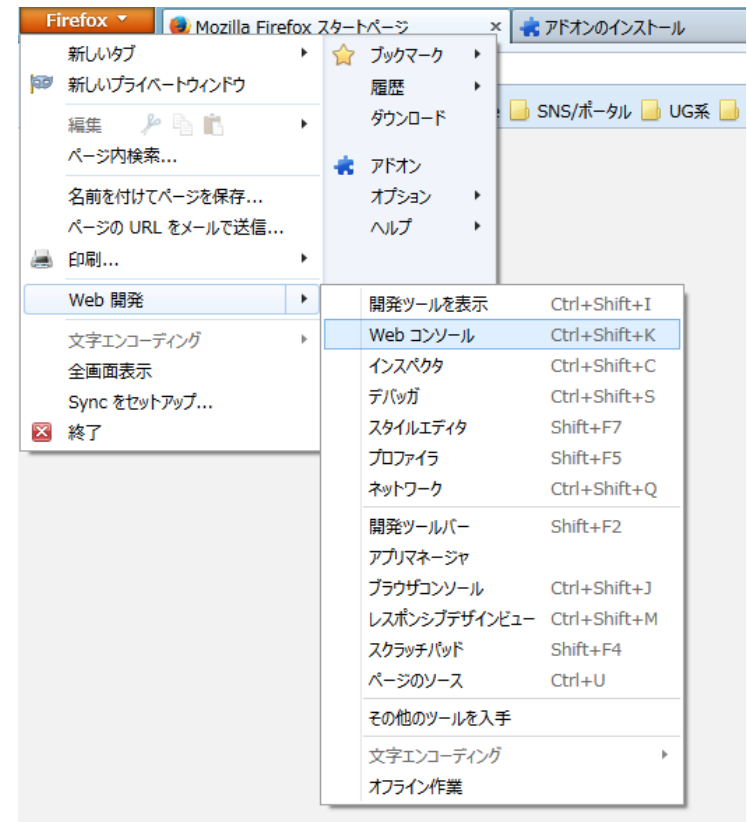 Firefox
Mozilla Firefox スタートページ
アドオンのインストール
SNS/ポータル
UG系
新しいタブ
新しいプライベートウィンドウ
編集
ページ内検索...
名前を付けてページを保存...
ページの URL をメールで送信...
印刷...
Web 開発
文字エンコーディング
全画面表示
Sync をセットアップ...
終了
ブックマーク
履歴
ダウンロード
アドオン
オプション
ヘルプ
開発ツールを表示 Ctrl+Shift+I
Web コンソール Ctrl+Shift+K
インスペクタ Ctrl+Shift+C
デバッガ Ctrl+Shift+S
スタイルエディタ Shift+F7
プロファイラ Shift+F5
ネットワーク Ctrl+Shift+Q
開発ツールバー Shift+F2
アプリマネージャ
ブラウザコンソール Ctrl+Shift+J
レスポンシブデザインビュー Ctrl+Shift+M
スクラッチパッド Shift+F4
ページのソース Ctrl+U
その他のツールを入手
文字エンコーディング
オフライン作業